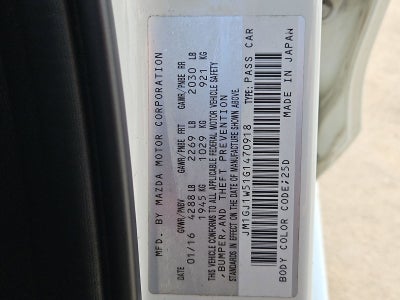 MFD. BY MAZDA MOTOR CORPORATION
DATE GVWR/PNBV GAWR/PNBE FRT GAWR/PNBE RR
01/16 4288 LB 2269 LB 2030 LB
1945 KG 1029 KG 921 KG
THIS VEHICLE CONFORMS
TO ALL APPLICABLE FEDERAL MOTOR VEHICLE SAFETY
,BUMPER,AND THEFT PREVENTION
STANDARDS IN EFFECT ON THE DATE OF MANUFACTURE SHOWN ABOVE.
JM1GJ1W51G1470918 TYPE: PASS CAR
BODY COLOR CODE;25D MADE IN JAPAN